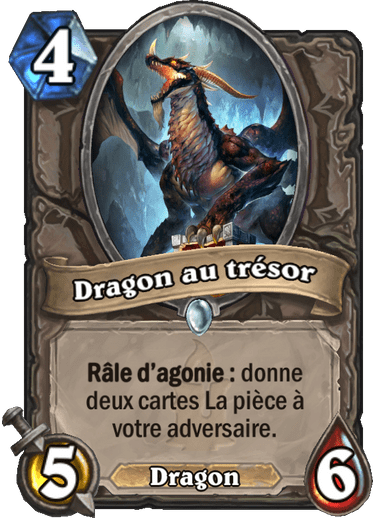 4
Dragon au trésor
Râle d’agonie : donne
deux cartes La pièce à
votre adversaire.
5
Dragon
6